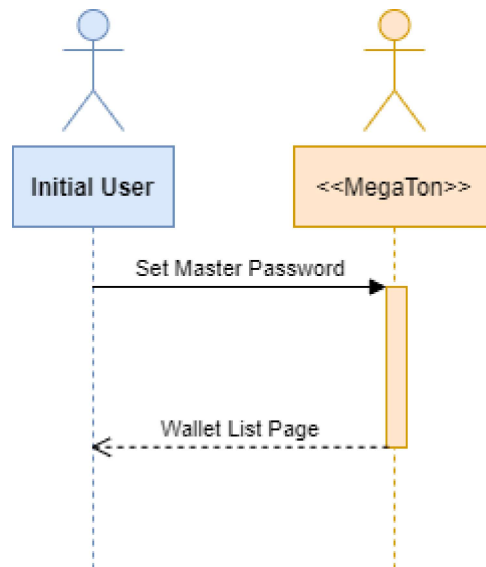 Initial User
<<MegaTon>>
Set Master Password
Wallet List Page